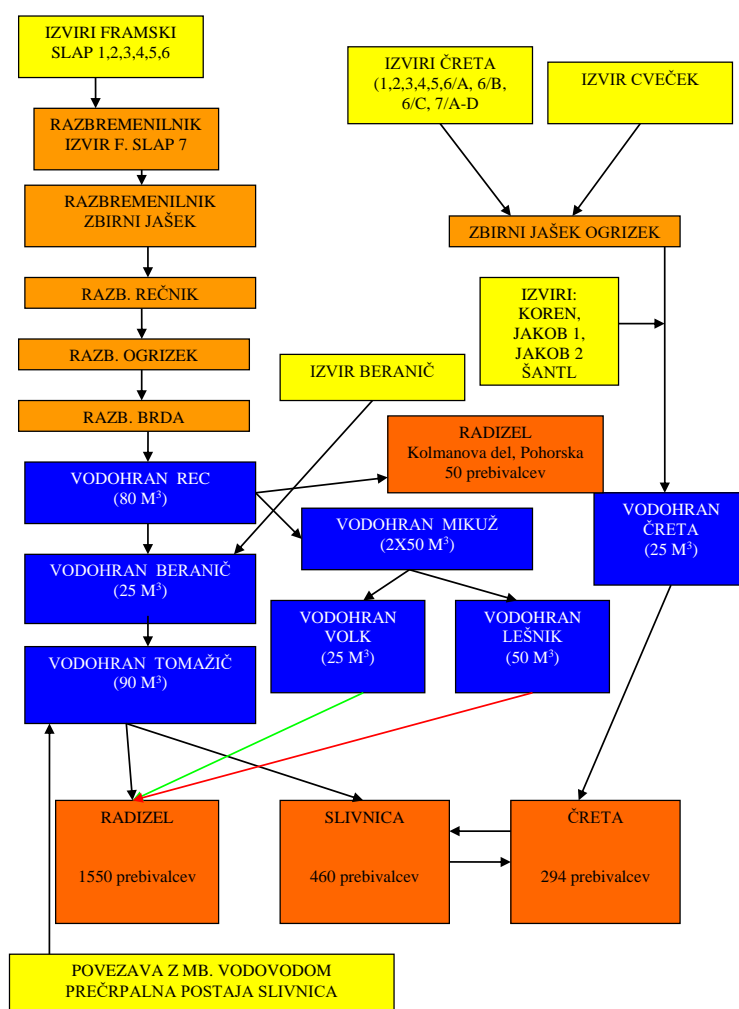 IZVIRI FRAMSKI
SLAP 1,2,3,4,5,6
IZVIRI ČRETA
(1,2,3,4,5,6/A, 6/B,
6/C, 7/A-D
IZVIR CVEČEK
RAZBREMENILNIK
IZVIR F. SLAP 7
RAZBREMENILNIK
ZBIRNI JAŠEK
ZBIRNI JAŠEK OGRIZEK
RAZB. REČNIK
IZVIRI:
KOREN,
JAKOB 1,
JAKOB 2
ŠANTL
RAZB. OGRIZEK
IZVIR BERANIČ
RAZB. BRDA
RADIZEL
Kolmanova del, Pohorska
50 prebivalcev
VODOHRAN REC
(80 M³)
VODOHRAN MIKUŽ
(2X50 M³)
VODOHRAN
ČRETA
(25 M³)
VODOHRAN BERANIČ
(25 M³)
VODOHRAN
VOLK
(25 M³)
VODOHRAN
LEŠNIK
(50 M³)
VODOHRAN TOMAŽIČ
(90 M³)
RADIZEL
1550 prebivalcev
SLIVNICA
460 prebivalcev
ČRETA
294 prebivalcev
POVEZAVA Z MB. VODOVODOM
PREČRPALNA POSTAJA SLIVNICA